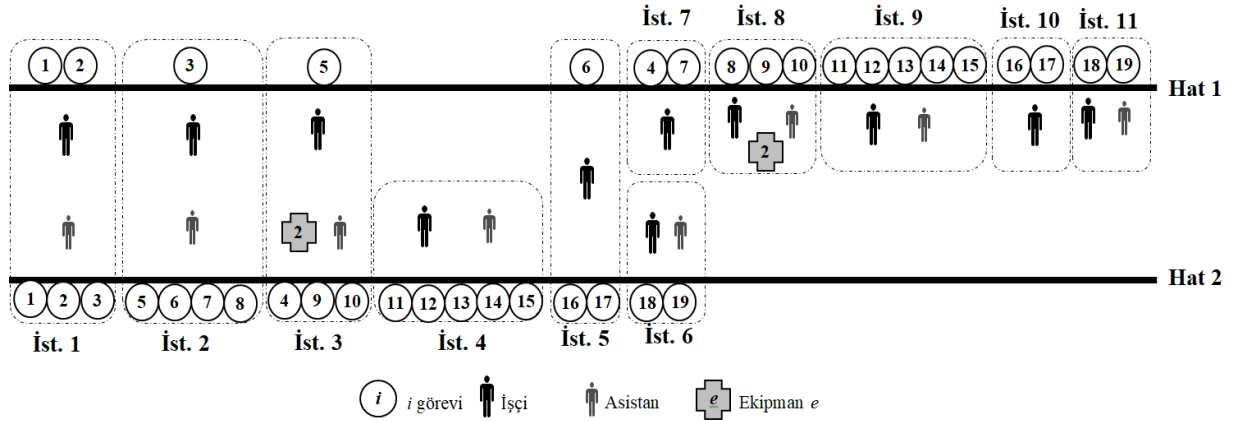 İst. 7 İst. 8 İst. 9 İst. 10 İst. 11
1 2 3 5 6 4 7 8 9 10 11 12 13 14 15 16 17 18 19
Hat 1
2
2
Hat 2
1 2 3 5 6 7 8 4 9 10 11 12 13 14 15 16 17 18 19
İst. 1 İst. 2 İst. 3 İst. 4 İst. 5 İst. 6
i i görevi İşçi Asistan e Ekipman e